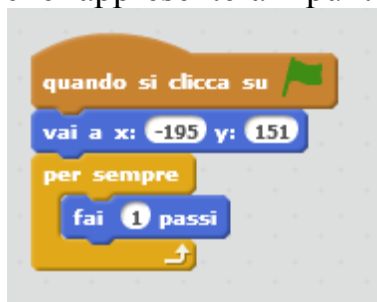 quando si clicca su
vai a x: -195 y: 151
per sempre
fai 1 passi